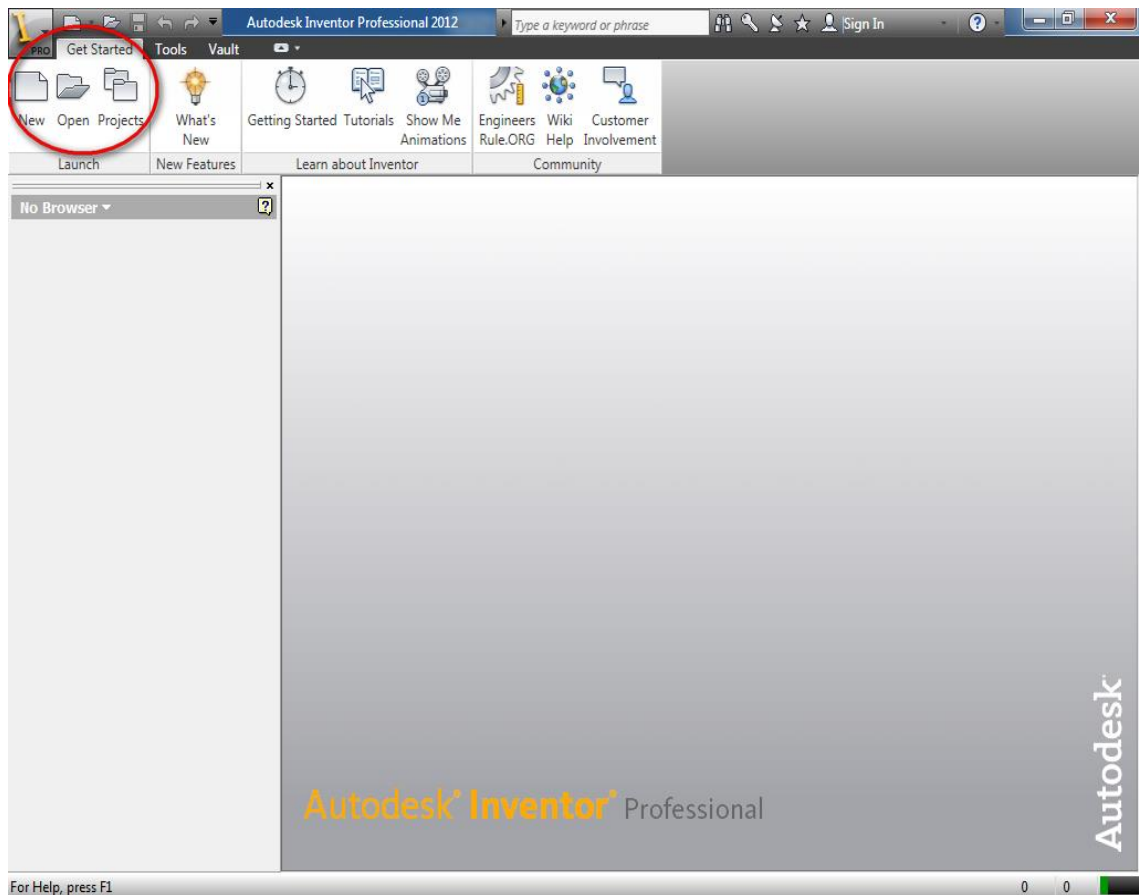 Autodesk Inventor Professional 2012
Type a keyword or phrase
Sign In
PRO
Get Started Tools Vault
New Open Projects
What's
New
Getting Started Tutorials
Show Me
Animations
Engineers
Rule.ORG
Wiki
Help
Customer
Involvement
Launch
New Features
Learn about Inventor
Community
No Browser
Autodesk
Autodesk® Inventor® Professional
For Help, press F1
0 0